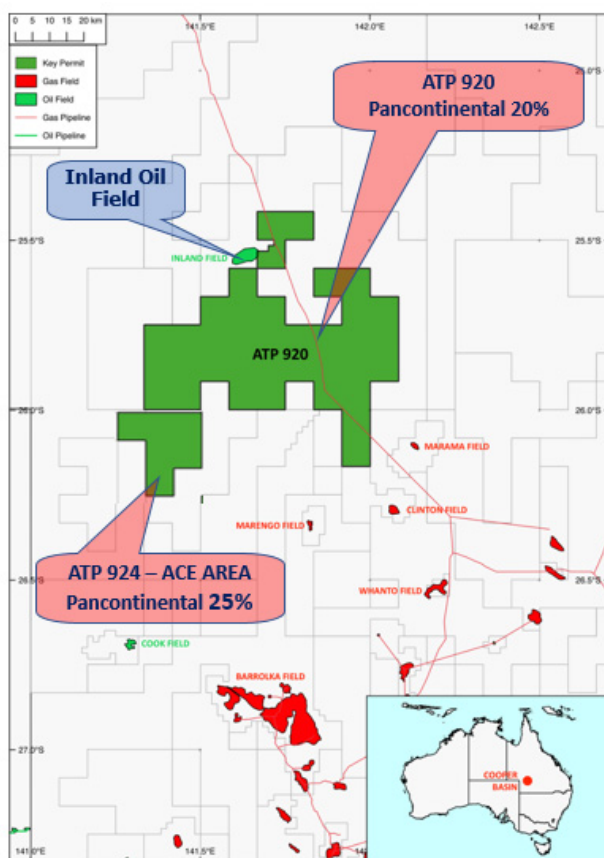 0 5 10 20 km
141.5°E
142.0°E
142.5°E
Key Permit
Gas Field
Oil Field
Gas Pipeline
Oil Pipeline
25.0°S
ATP 920
Pancontinental 20%
Inland Oil
Field
25.5°S
25.5°S
INLAND FIELD
ATP 920
26.0°S
26.0°S
MARAMA FIELD
CLINTON FIELD
MARENGO FIELD
ATP 924 – ACE AREA
Pancontinental 25%
26.5°S
26.5°S
WHANTO FIELD
COOK FIELD
BARROLKA FIELD
27.0°S
COOPER
BASIN
141.0°E
141.5°E